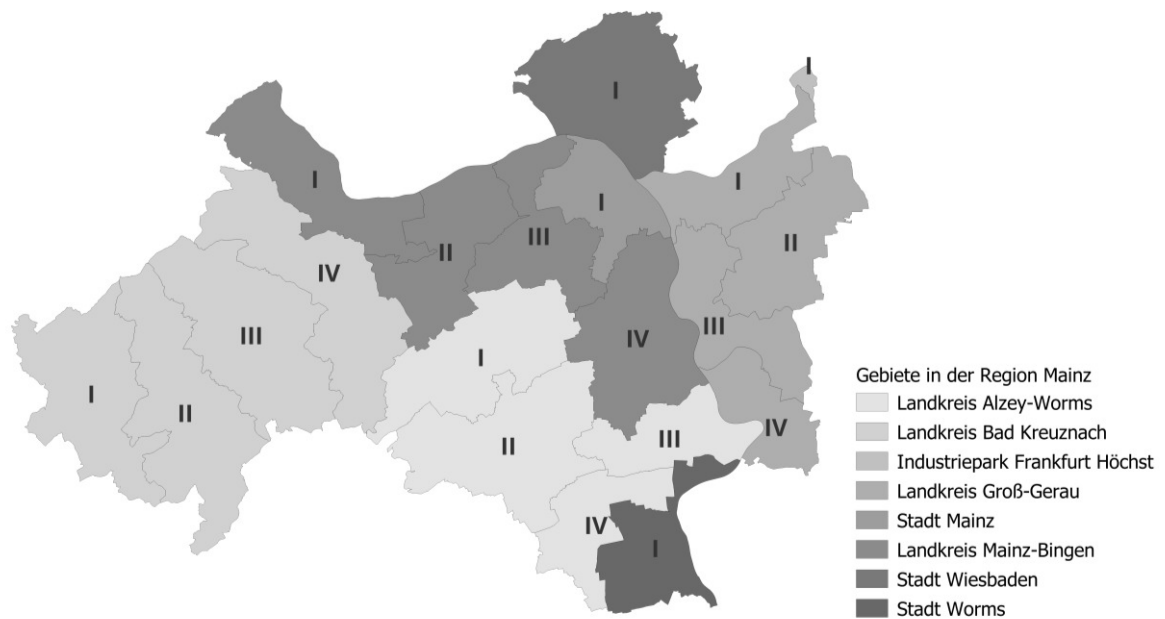 I
I
I
I
I
II
II
III
IV
III
III
IV
I
I
II
IV
III
II
IV
I
Gebiete in der Region Mainz
Landkreis Alzey-Worms
Landkreis Bad Kreuznach
Industriepark Frankfurt Höchst
Landkreis Groß-Gerau
Stadt Mainz
Landkreis Mainz-Bingen
Stadt Wiesbaden
Stadt Worms